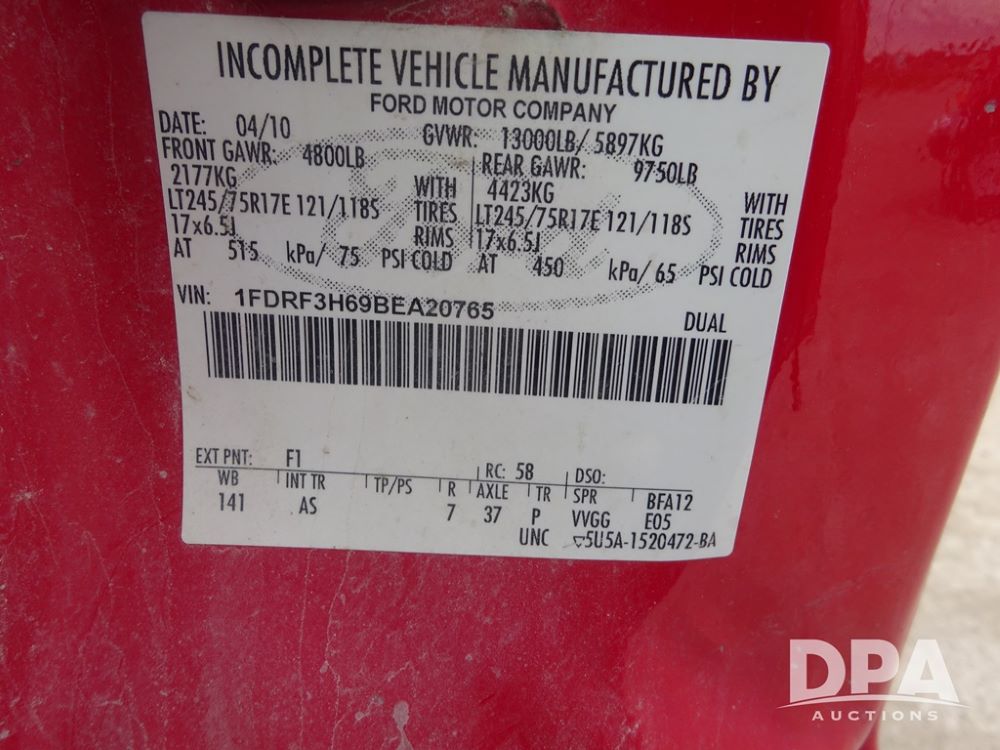 INCOMPLETE VEHICLE MANUFACTURED BY
FORD MOTOR COMPANY
DATE: 04/10 GVWR: 13000LB/ 5897KG
FRONT GAWR: 4800LB REAR GAWR: 9750LB
2177KG WITH 4423KG WITH
LT245/75R17E 121/118S TIRES LT245/75R17E 121/118S TIRES
17x6.5J RIMS 17x6.5J RIMS
AT 515 kPa/ 75 PSI COLD AT 450 kPa/ 65 PSI COLD
VIN: 1FDRF3H69BEA20765
DUAL
EXT PNT: F1 RC: 58 DSO:
WB INT TR TP/PS R AXLE TR SPR BFA12
141 AS 7 37 P VVGG E05
UNC 5U5A-1520472-BA
DPA
AUCTIONS